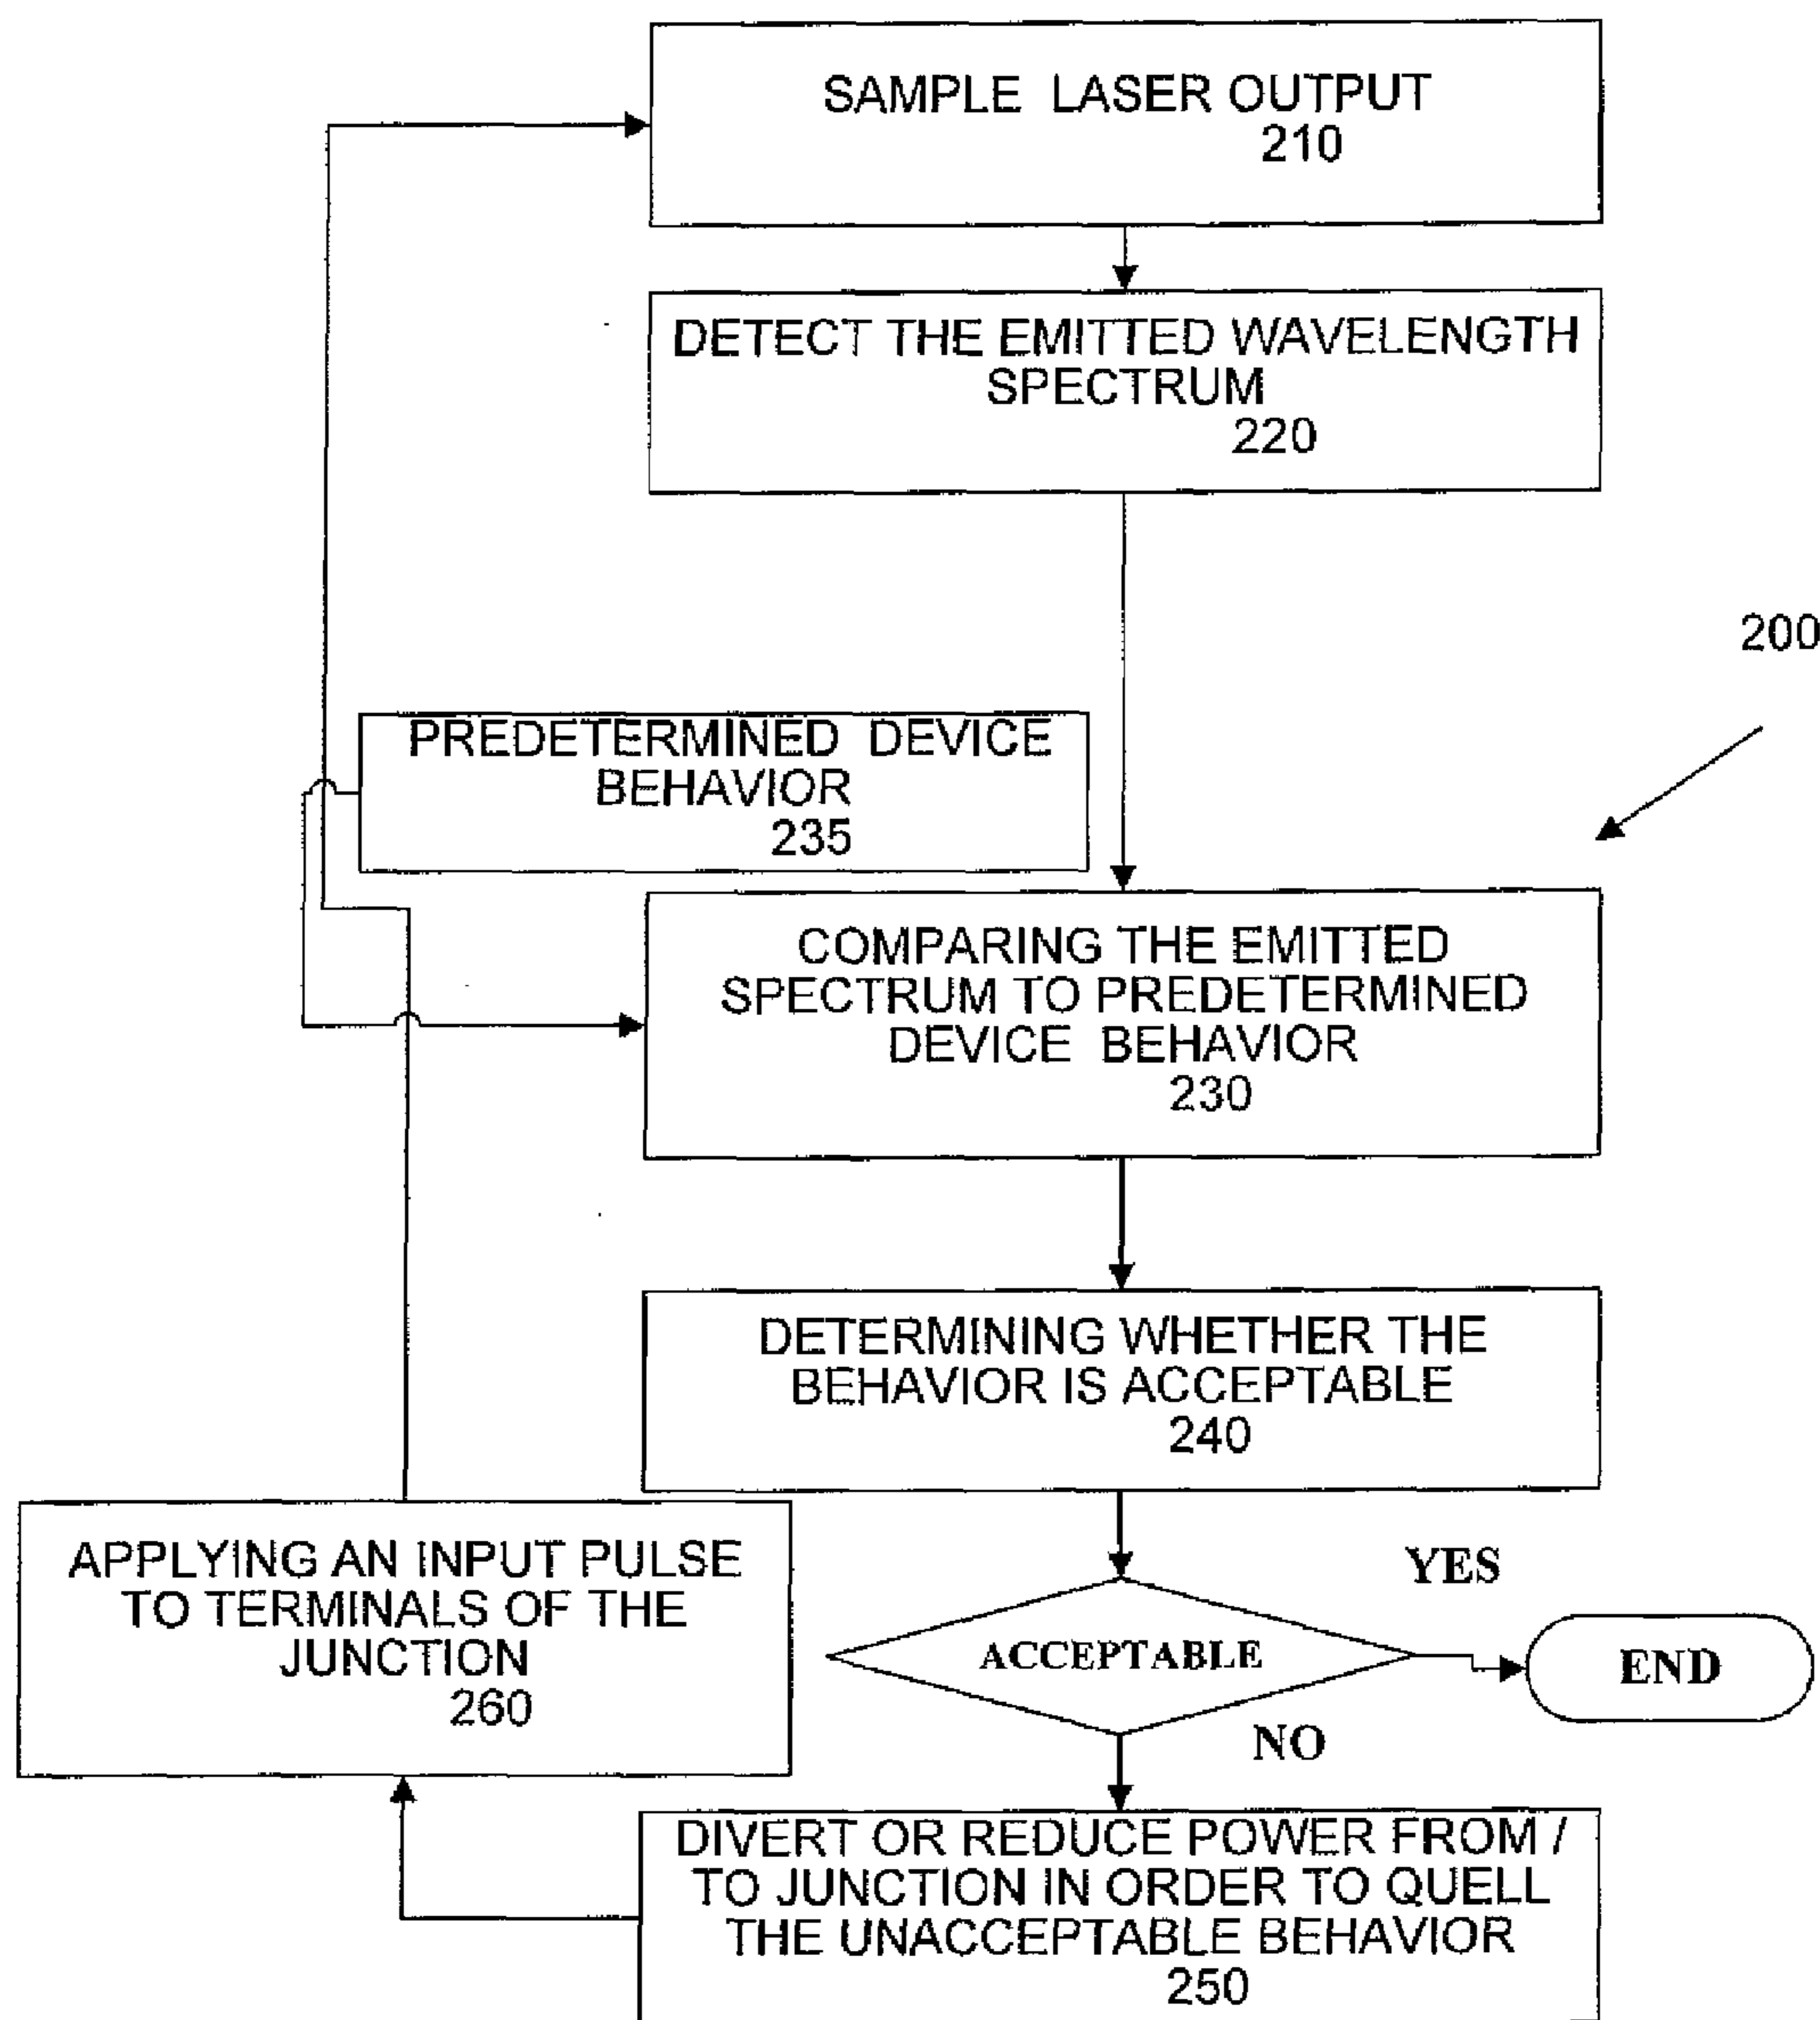 SAMPLE LASER OUTPUT
210
DETECT THE EMITTED WAVELENGTH
SPECTRUM
220
200
PREDETERMINED DEVICE
BEHAVIOR
235
COMPARING THE EMITTED
SPECTRUM TO PREDETERMINED
DEVICE BEHAVIOR
230
DETERMINING WHETHER THE
BEHAVIOR IS ACCEPTABLE
240
APPLYING AN INPUT PULSE
TO TERMINALS OF THE
JUNCTION
260
YES
ACCEPTABLE
END
NO
DIVERT OR REDUCE POWER FROM /
TO JUNCTION IN ORDER TO QUELL
THE UNACCEPTABLE BEHAVIOR
250